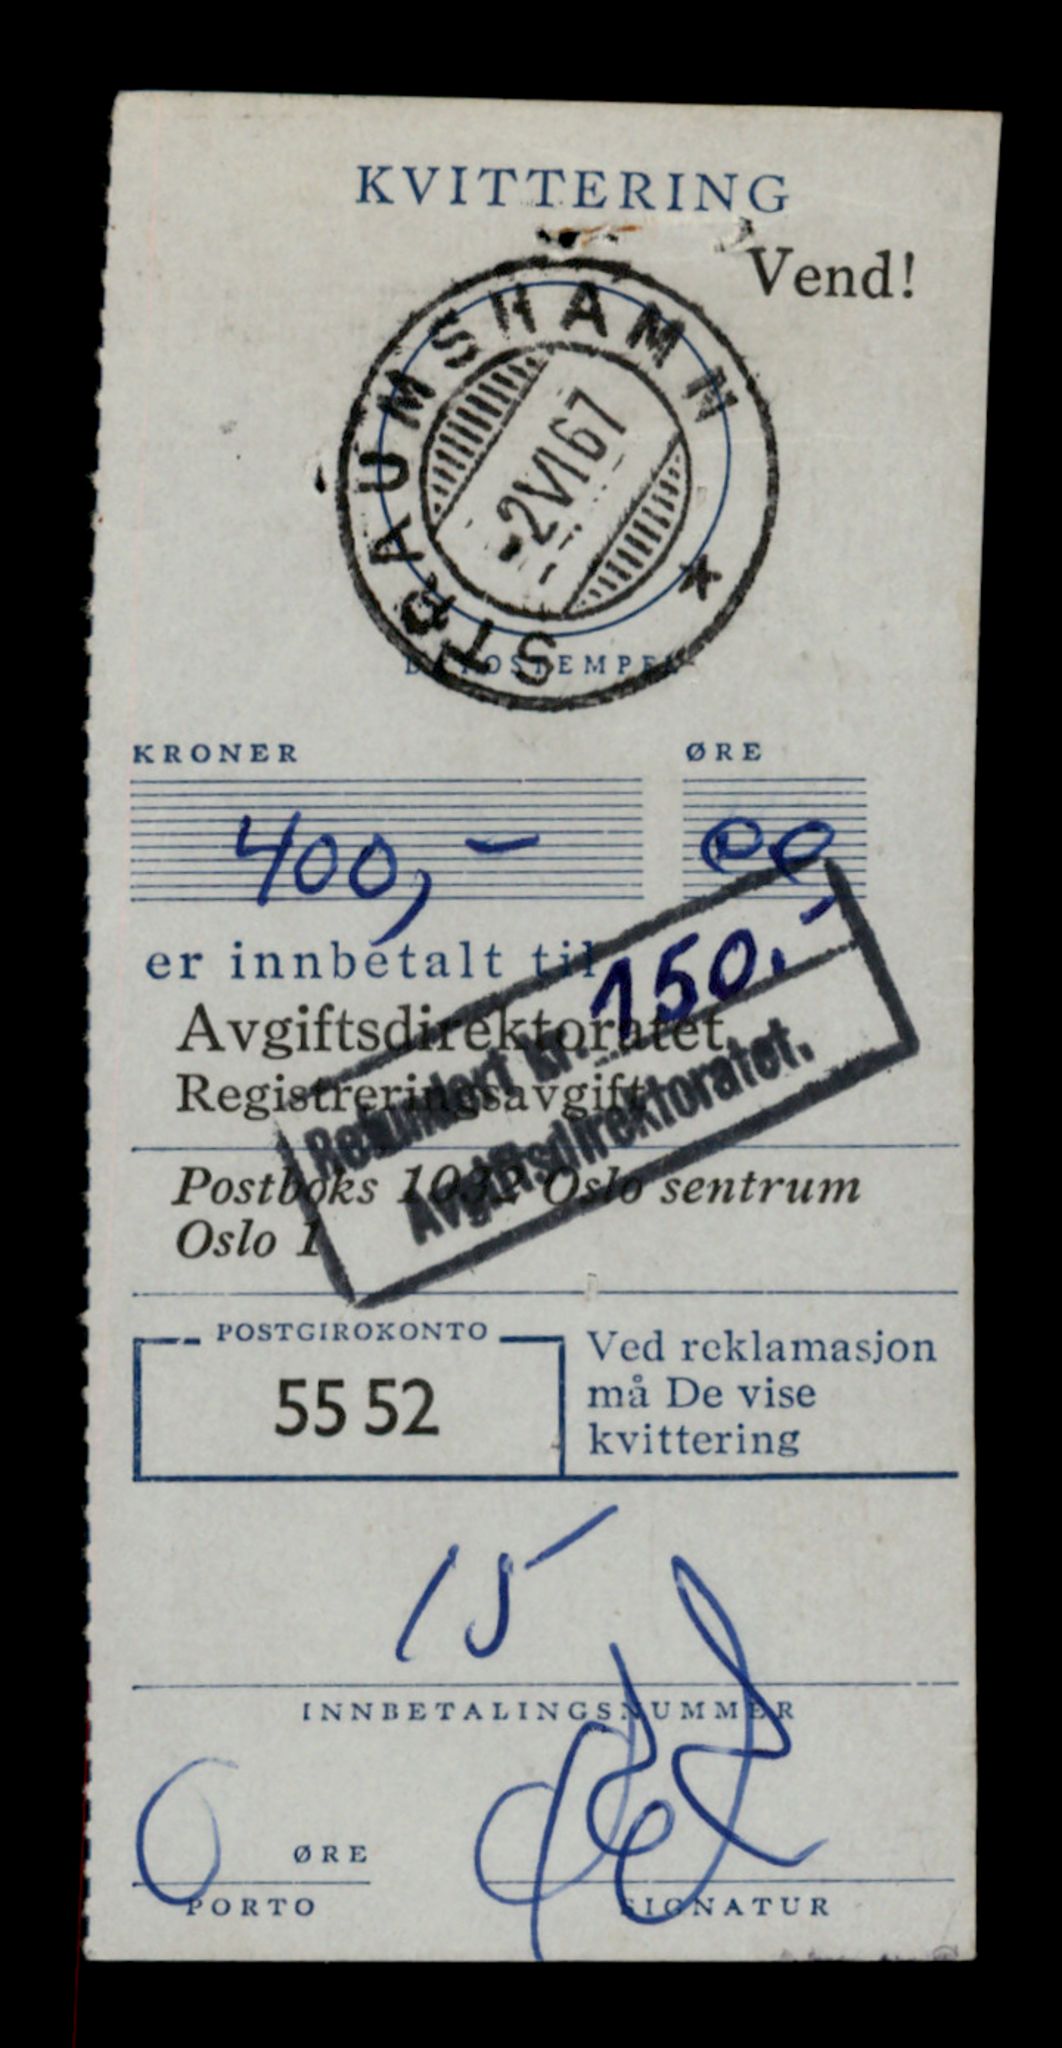 KVITTERING
Vend!
STRAUMSHAMN
-2VI67
DATOSTEMPEL
KRONER ØRE
400,- 00
er innbetalt til
150,-
Avgiftsdirektoratet
Registreringsavgift
Refundert kr.
Avgiftsdirektoratet.
Postboks 1032 Oslo sentrum
Oslo 1
POSTGIROKONTO
55 52
Ved reklamasjon
må De vise
kvittering
15
INNBETALINGSNUMMER
0 ØRE
PORTO SIGNATUR